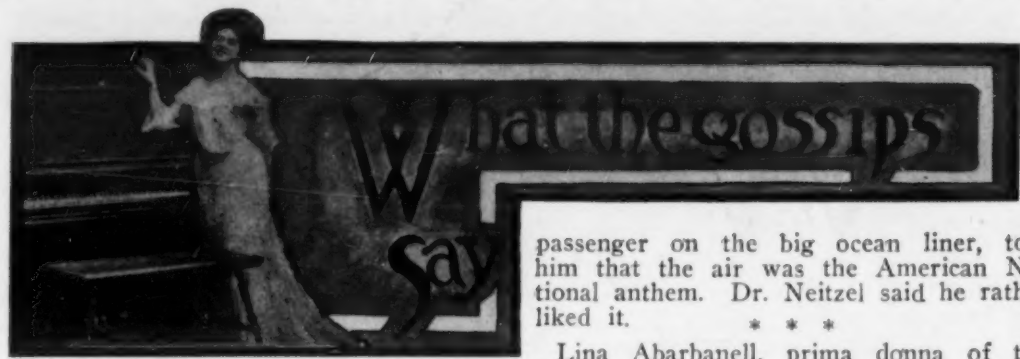 What the gossips
say
passenger on the big ocean liner, to
him that the air was the American N
tional anthem. Dr. Neitzel said he rath
liked it.
* * *
Lina Abarbanell, prima donna of t